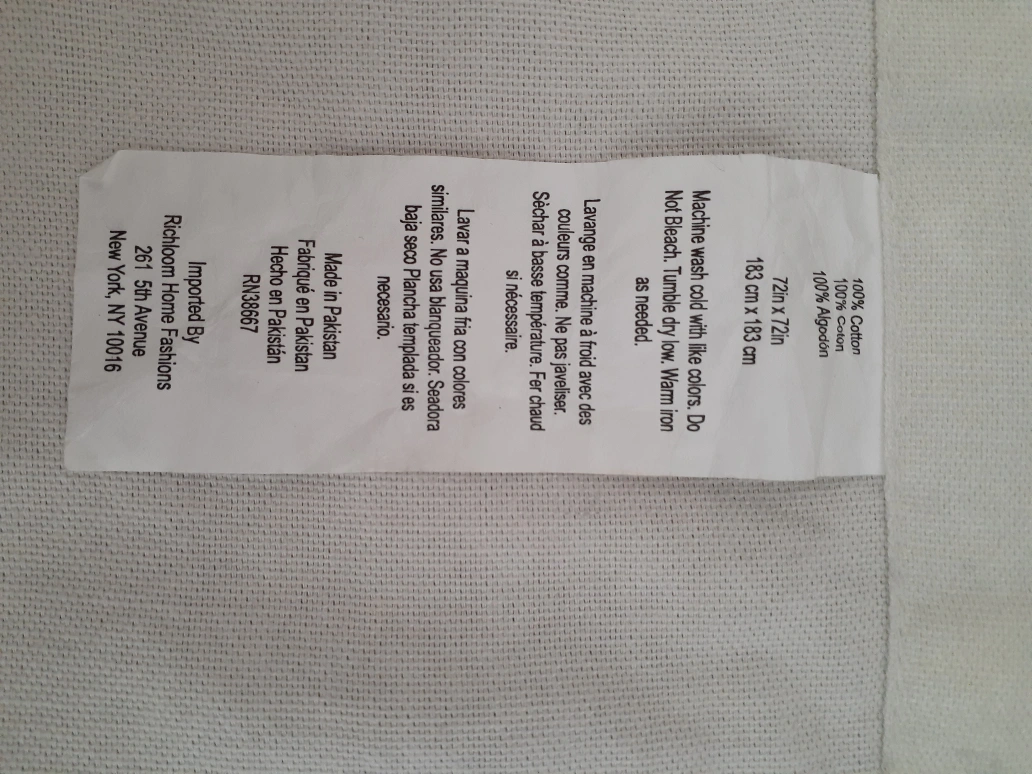 100% Cotton
100% Coton
100% Algodón
72in x 72in
183 cm x 183 cm
Machine wash cold with like colors. Do
Not Bleach. Tumble dry low. Warm iron
as needed.
Lavange en machine à froid avec des
couleurs comme. Ne pas javeliser.
Sèchar à basse température. Fer chaud
si nécessaire.
Lavar a maquina fria con colores
similares. No usa blanqueador. Seadora
baja seco Plancha templada si es
necesario.
Made in Pakistan
Fabriqué en Pakistan
Hecho en Pakistán
RN38667
Imported By
Richloom Home Fashions
261 5th Avenue
New York, NY 10016